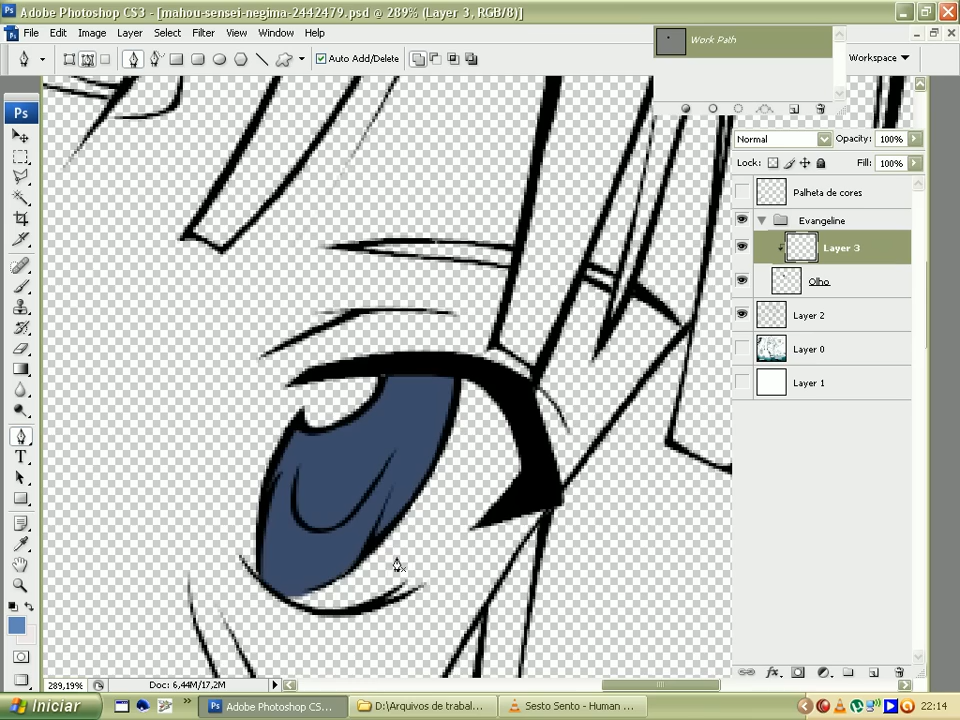 Adobe Photoshop CS3 - [mahou-sensei-negima-2442479.psd @ 289% (Layer 3, RGB/8)]
File Edit Image Layer Select Filter View Window Help
Auto Add/Delete
Workspace
Work Path
Ps
Normal
Opacity: 100%
Lock:
Fill: 100%
Palheta de cores
Evangeline
Layer 3
Olho
Layer 2
Layer 0
Layer 1
T
fx
289,19%
Doc: 6,44M/17,2M
Iniciar
Ps
Adobe Photoshop CS...
D:\Arquivos de trabal...
Sesto Sento - Human ...
22:14